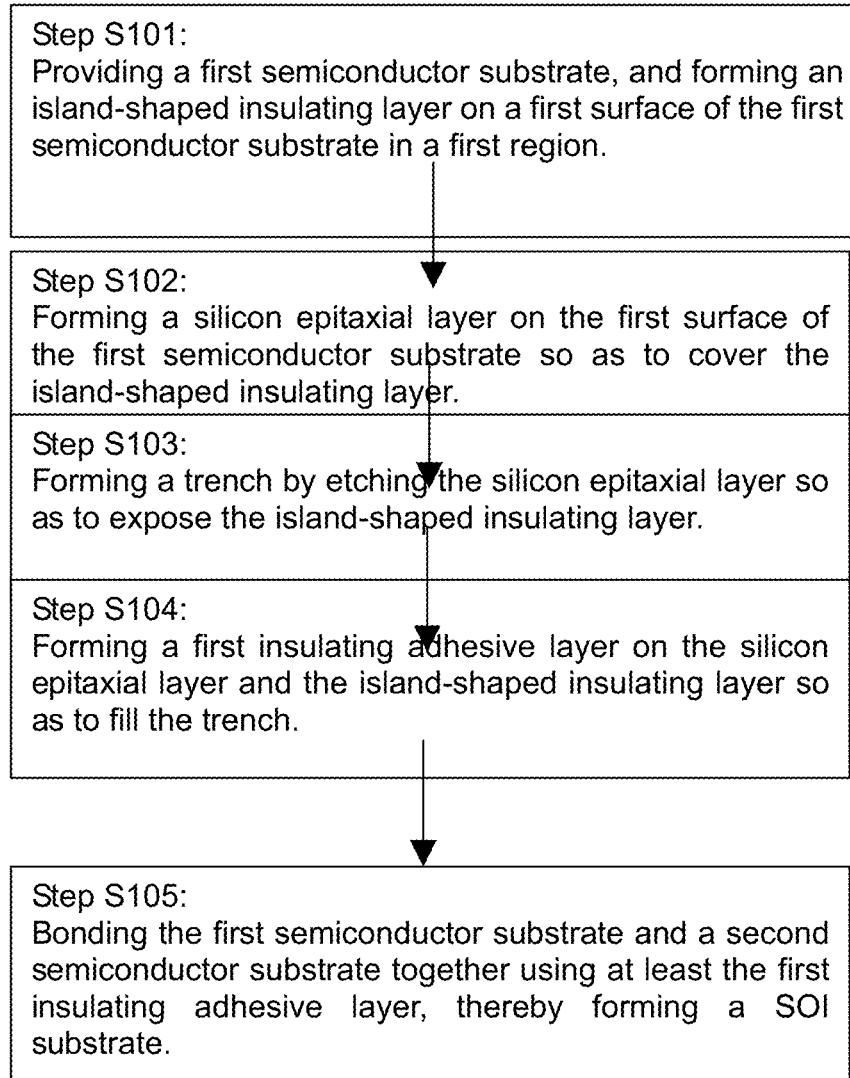 Step S101:
Providing a first semiconductor substrate, and forming an
island-shaped insulating layer on a first surface of the first
semiconductor substrate in a first region.
Step S102:
Forming a silicon epitaxial layer on the first surface of
the first semiconductor substrate so as to cover the
island-shaped insulating layer.
Step S103:
Forming a trench by etching the silicon epitaxial layer so
as to expose the island-shaped insulating layer.
Step S104:
Forming a first insulating adhesive layer on the silicon
epitaxial layer and the island-shaped insulating layer so
as to fill the trench.
Step S105:
Bonding the first semiconductor substrate and a second
semiconductor substrate together using at least the first
insulating adhesive layer, thereby forming a SOI
substrate.